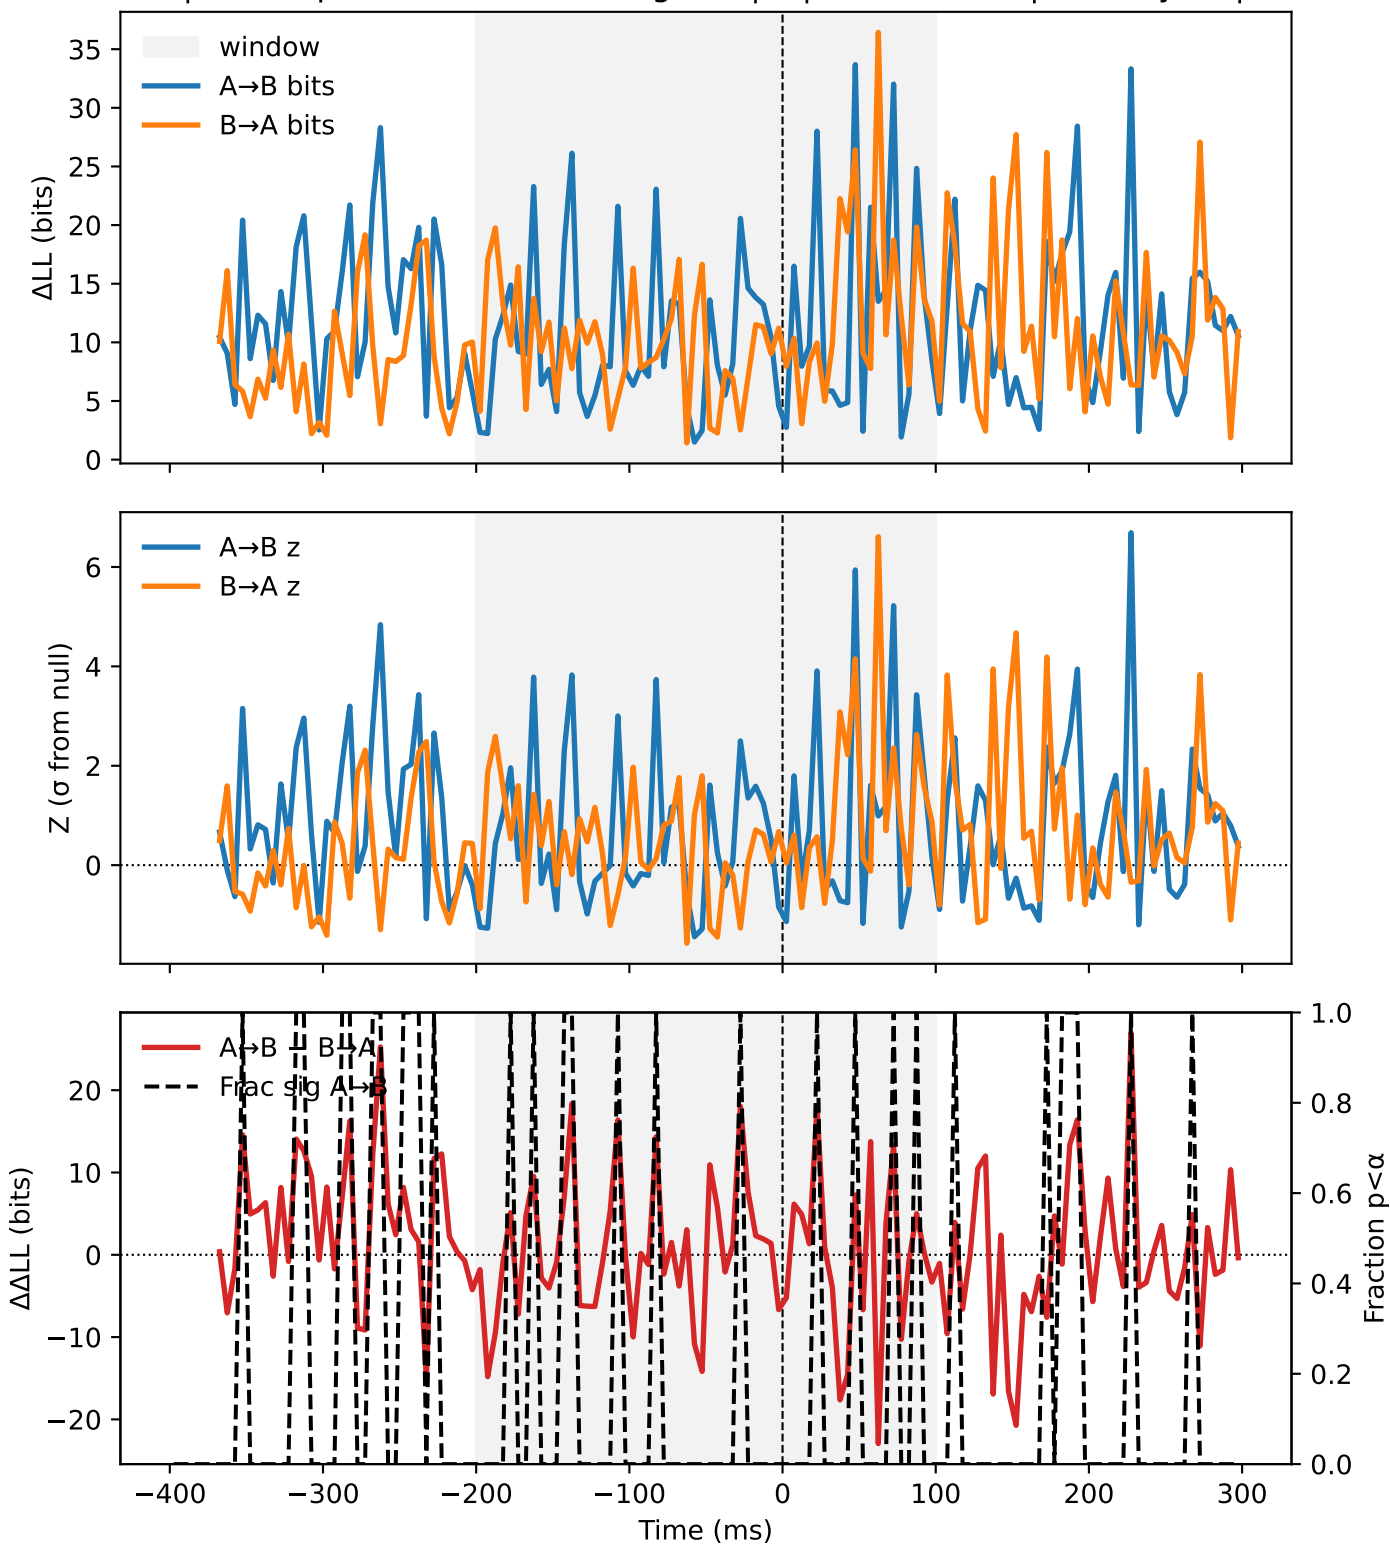 window
A→B bits
B→A bits
35
30
25
20
15
10
5
0
ΔLL (bits)
A→B z
B→A z
6
4
2
0
Z (σ from null)
A→B − B→A
Frac sig A→B
20
10
0
−10
−20
ΔΔLL (bits)
1.0
0.8
0.6
0.4
0.2
0.0
Fraction p<α
−400 −300 −200 −100 0 100 200 300
Time (ms)